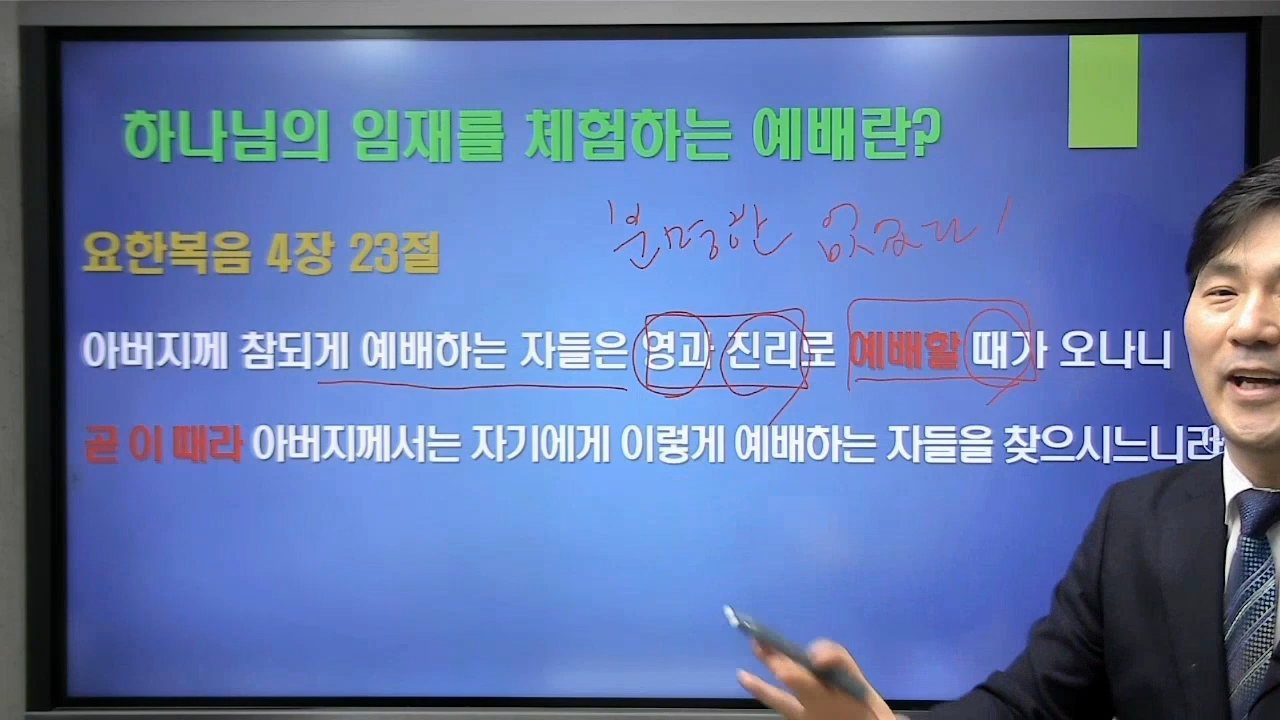 하나님의 임재를 체험하는 예배란?
분명한
요한복음 4장 23절
아버지께 참되게 예배하는 자들은 영과 진리로 예배할 때가 오나니
곧 이 때라 아버지께서는 자기에게 이렇게 예배하는 자들을 찾으시느니라